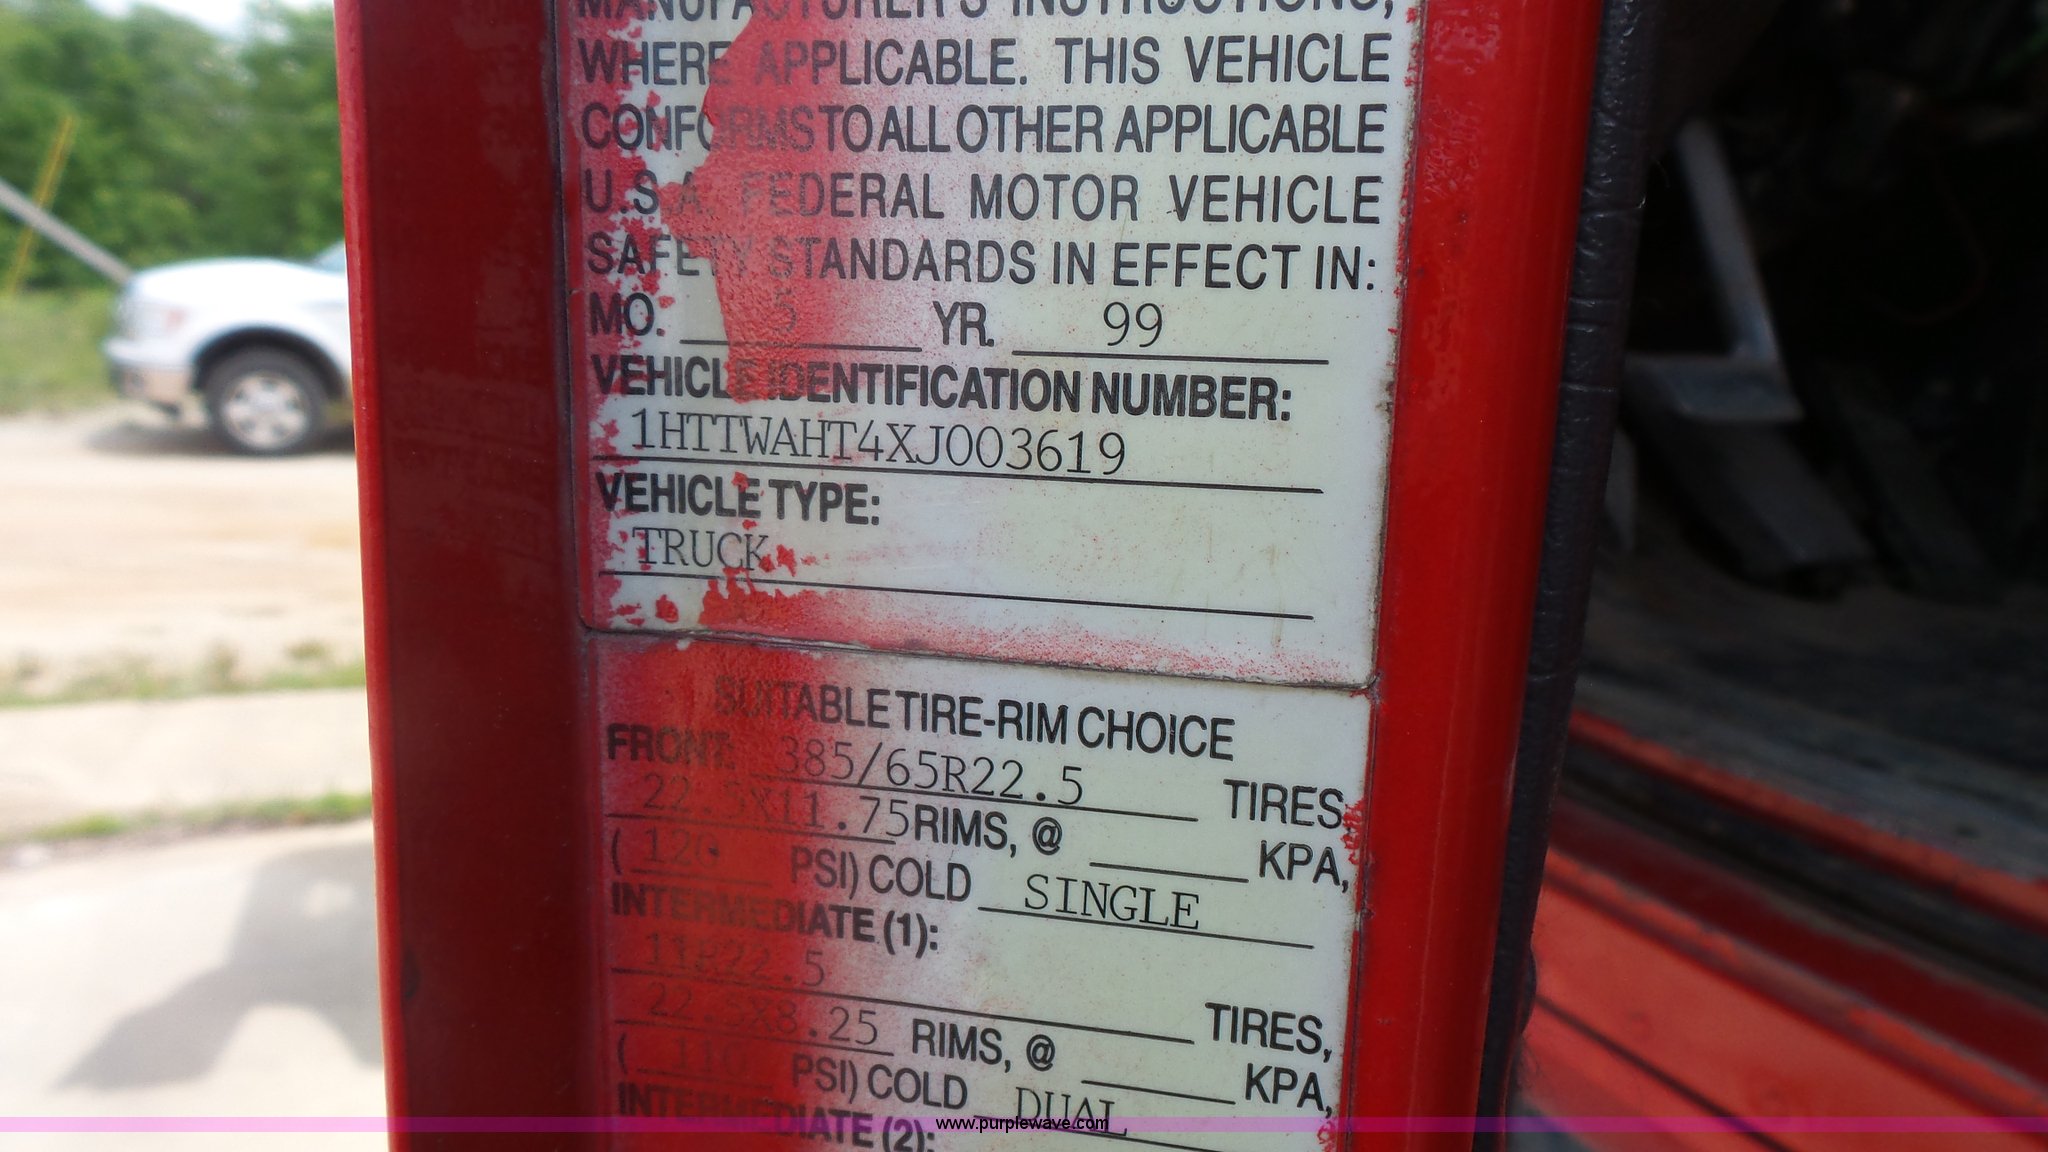 MANUFACTURER'S INSTRUCTIONS,
WHERE APPLICABLE. THIS VEHICLE
CONFORMS TO ALL OTHER APPLICABLE
U.S.A. FEDERAL MOTOR VEHICLE
SAFETY STANDARDS IN EFFECT IN:
MO. 3 YR. 99
VEHICLE IDENTIFICATION NUMBER:
1HTTWAHT4XJ003619
VEHICLE TYPE:
TRUCK
SUITABLE TIRE-RIM CHOICE
FRONT: 385/65R22.5 TIRES,
22.5X11.75 RIMS, @ KPA,
(120 PSI) COLD SINGLE
INTERMEDIATE (1):
11R22.5 TIRES,
22.5X8.25 RIMS, @ KPA,
(110 PSI) COLD DUAL
INTERMEDIATE (2):
www.purplewave.com